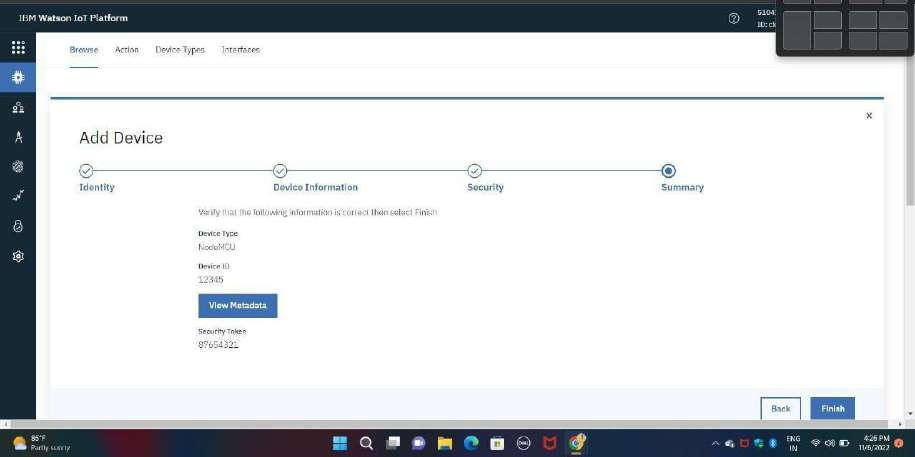 IBM Watson IoT Platform
Browse Action Device Types Interfaces
Add Device
Identity Device Information Security Summary
Verify that the following information is correct then select Finish
Device Type
NodeMCU
Device ID
12345
View Metadata
Security Token
87654321
Back Finish
86°F
Partly sunny
DELL
ENG
IN
4:26 PM
11/6/2022